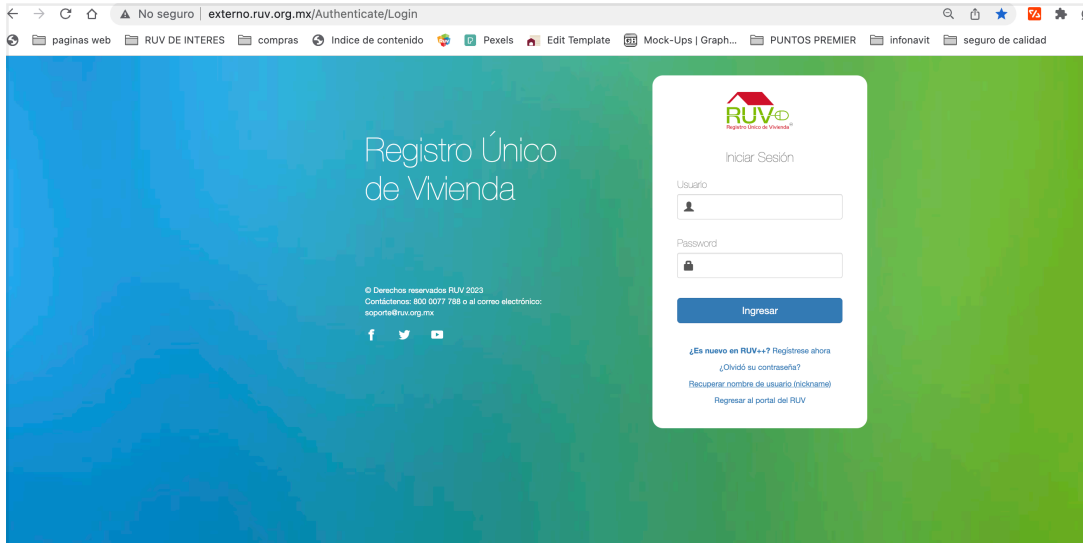 No seguro
externo.ruv.org.mx/Authenticate/Login
paginas web
RUV DE INTERES
compras
Indice de contenido
Pexels
Edit Template
Mock-Ups | Graph...
PUNTOS PREMIER
infonavit
seguro de calidad
Registro Único
de Vivienda
© Derechos reservados RUV 2023
Contáctenos: 800 0077 788 o al correo electrónico:
soporte@ruv.org.mx
RUV
Registro Único de Vivienda
Iniciar Sesión
Usuario
Password
Ingresar
¿Es nuevo en RUV++? Regístrese ahora
¿Olvidó su contraseña?
Recuperar nombre de usuario (nickname)
Regresar al portal del RUV